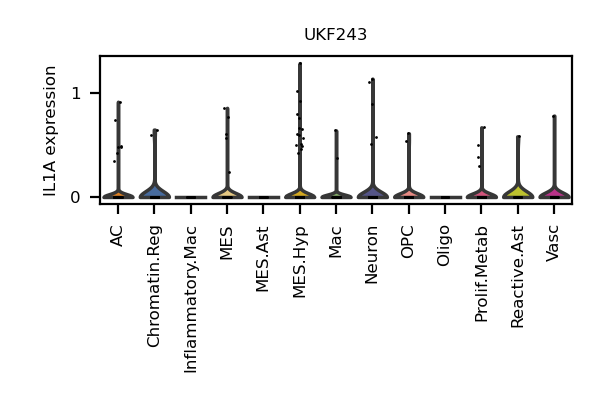 UKF243
IL1A expression
1
0
AC
Chromatin.Reg
Inflammatory.Mac
MES
MES.Ast
MES.Hyp
Mac
Neuron
OPC
Oligo
Prolif.Metab
Reactive.Ast
Vasc